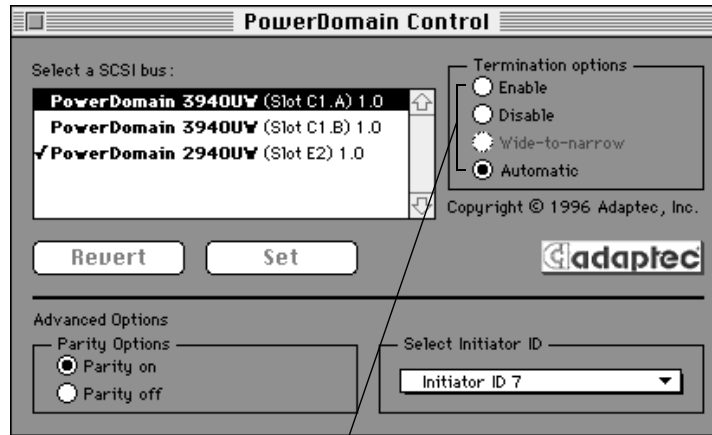 PowerDomain Control
Select a SCSI bus:
PowerDomain 3940UW (Slot C1.A) 1.0
PowerDomain 3940UW (Slot C1.B) 1.0
✓PowerDomain 2940UW (Slot E2) 1.0
Termination options
Enable
Disable
Wide-to-narrow
Automatic
Copyright © 1996 Adaptec, Inc.
Revert
Set
adaptec
Advanced Options
Parity Options
Parity on
Parity off
Select Initiator ID
Initiator ID 7